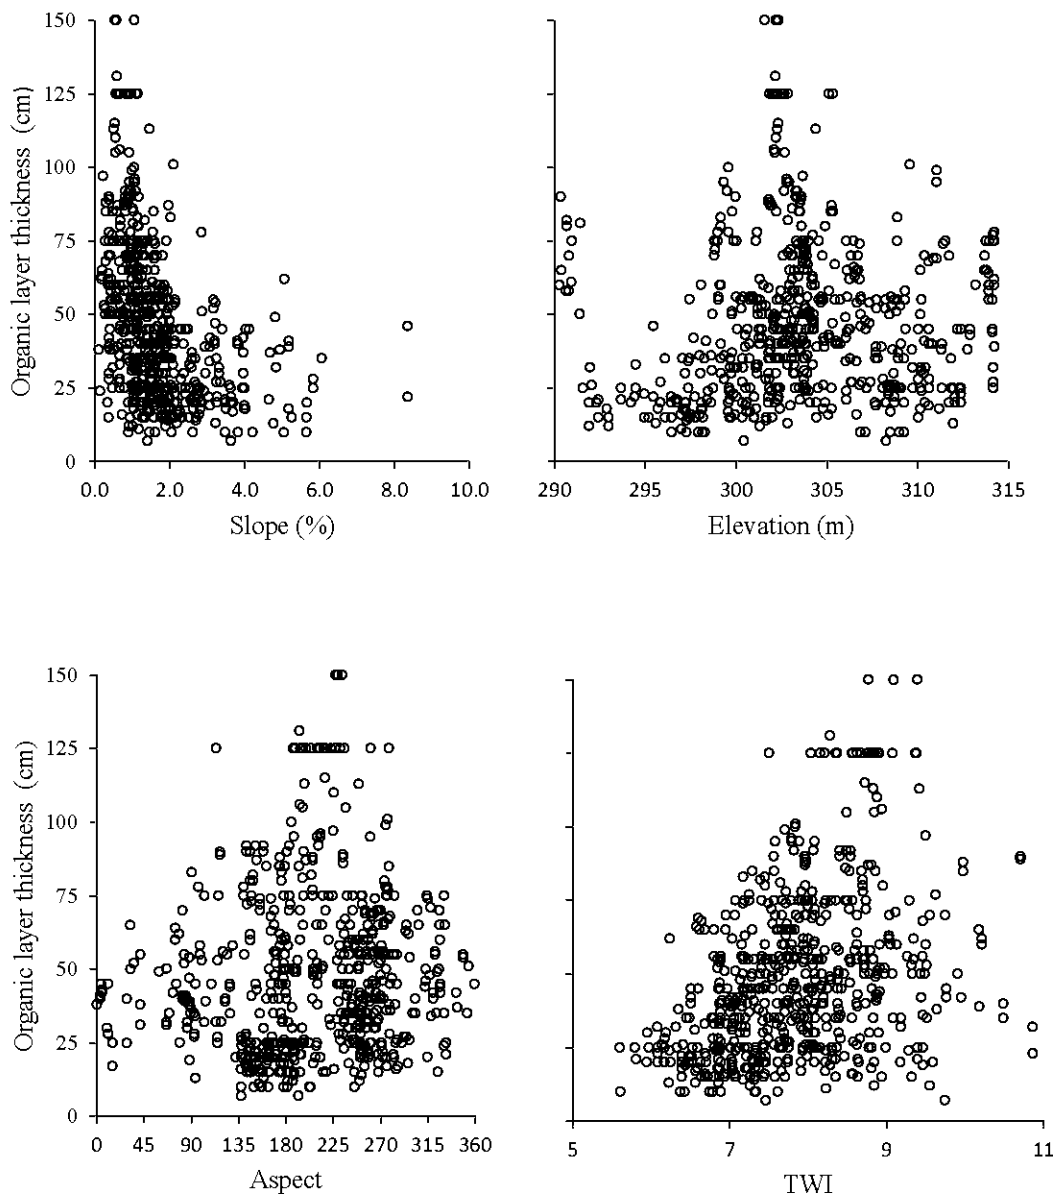 150
125
100
75
50
25
0
Organic layer thickness (cm)
0.0 2.0 4.0 6.0 8.0 10.0
Slope (%)
290 295 300 305 310 315
Elevation (m)
150
125
100
75
50
25
0
Organic layer thickness (cm)
0 45 90 135 180 225 270 315 360
Aspect
5 7 9 11
TWI